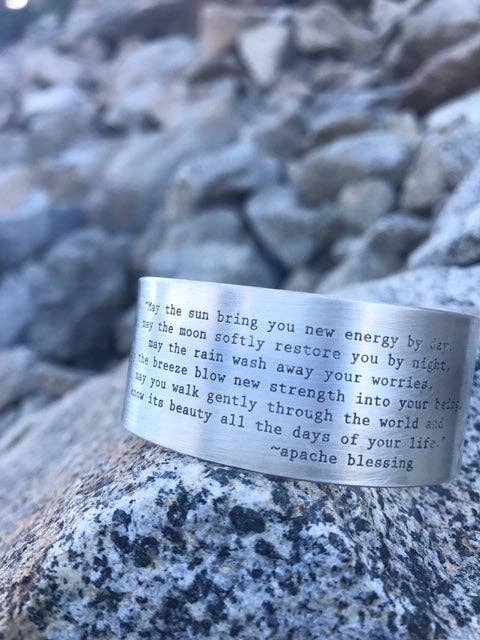 "May the sun bring you new energy by day,
may the moon softly restore you by night,
may the rain wash away your worries,
the breeze blow new strength into your being,
may you walk gently through the world and
know its beauty all the days of your life."
~apache blessing